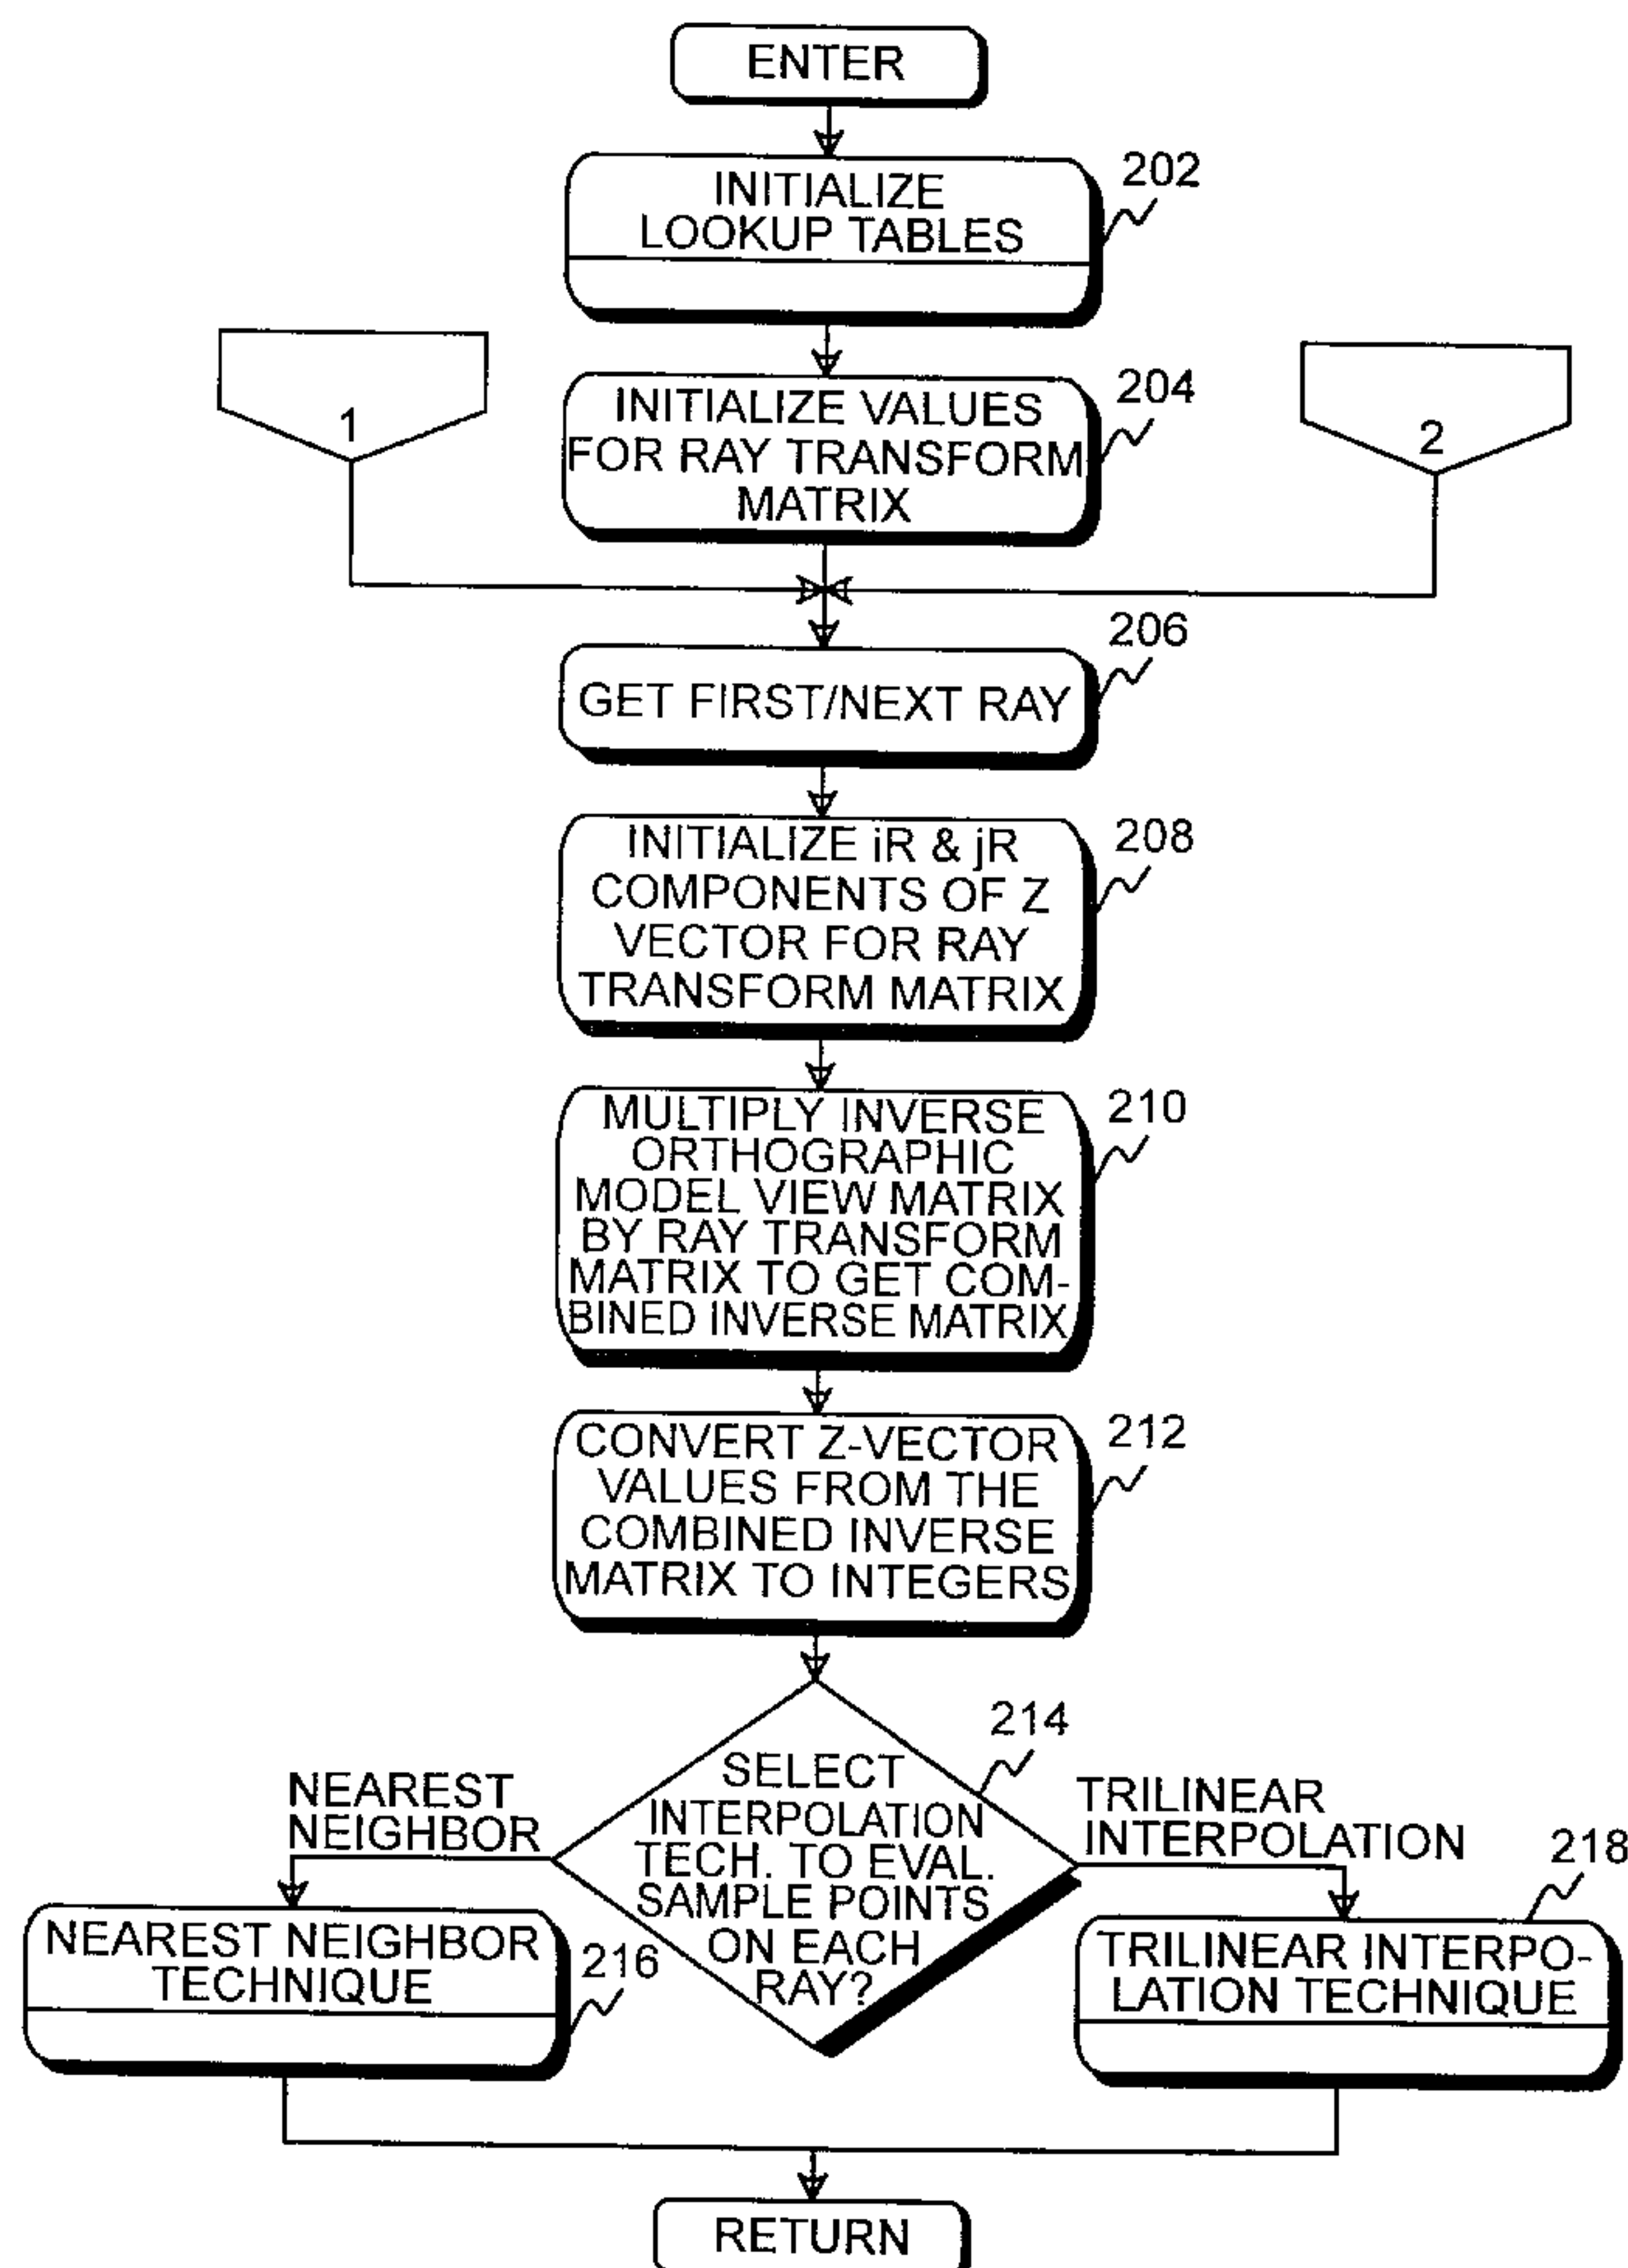 ENTER
202
INITIALIZE
LOOKUP TABLES
204
INITIALIZE VALUES
FOR RAY TRANSFORM
MATRIX
1
2
206
GET FIRST/NEXT RAY
208
INITIALIZE iR & jR
COMPONENTS OF Z
VECTOR FOR RAY
TRANSFORM MATRIX
210
MULTIPLY INVERSE
ORTHOGRAPHIC
MODEL VIEW MATRIX
BY RAY TRANSFORM
MATRIX TO GET COM-
BINED INVERSE MATRIX
212
CONVERT Z-VECTOR
VALUES FROM THE
COMBINED INVERSE
MATRIX TO INTEGERS
214
SELECT
INTERPOLATION
TECH. TO EVAL.
SAMPLE POINTS
ON EACH
RAY?
NEAREST
NEIGHBOR
TRILINEAR
INTERPOLATION
218
NEAREST NEIGHBOR
TECHNIQUE
216
TRILINEAR INTERPO-
LATION TECHNIQUE
RETURN